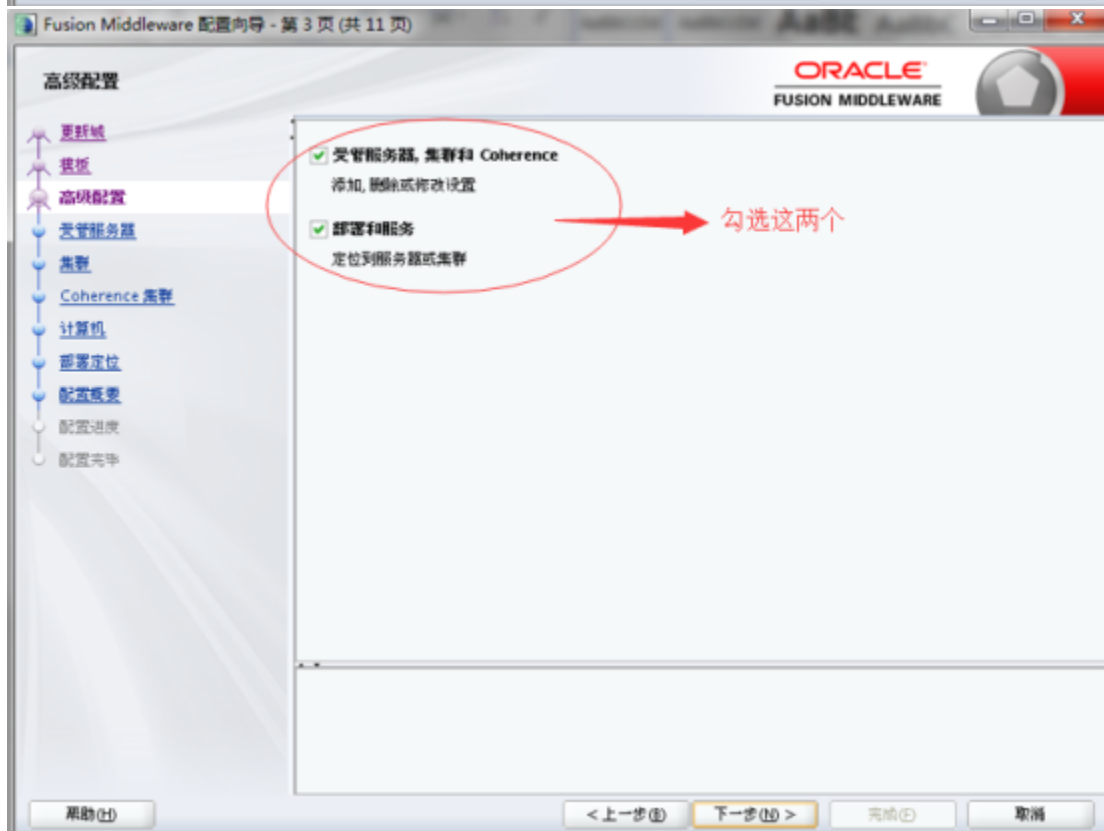 Fusion Middleware 配置向导 - 第 3 页 (共 11 页)
高级配置
ORACLE
FUSION MIDDLEWARE
更新域
模板
高级配置
受管服务器
集群
Coherence 集群
计算机
部署定位
配置概要
配置进度
配置完毕
受管服务器, 集群和 Coherence
添加, 删除或修改设置
部署和服务
定位到服务器或集群
勾选这两个
帮助(H)
<上一步(B)
下一步(N) >
完成(F)
取消